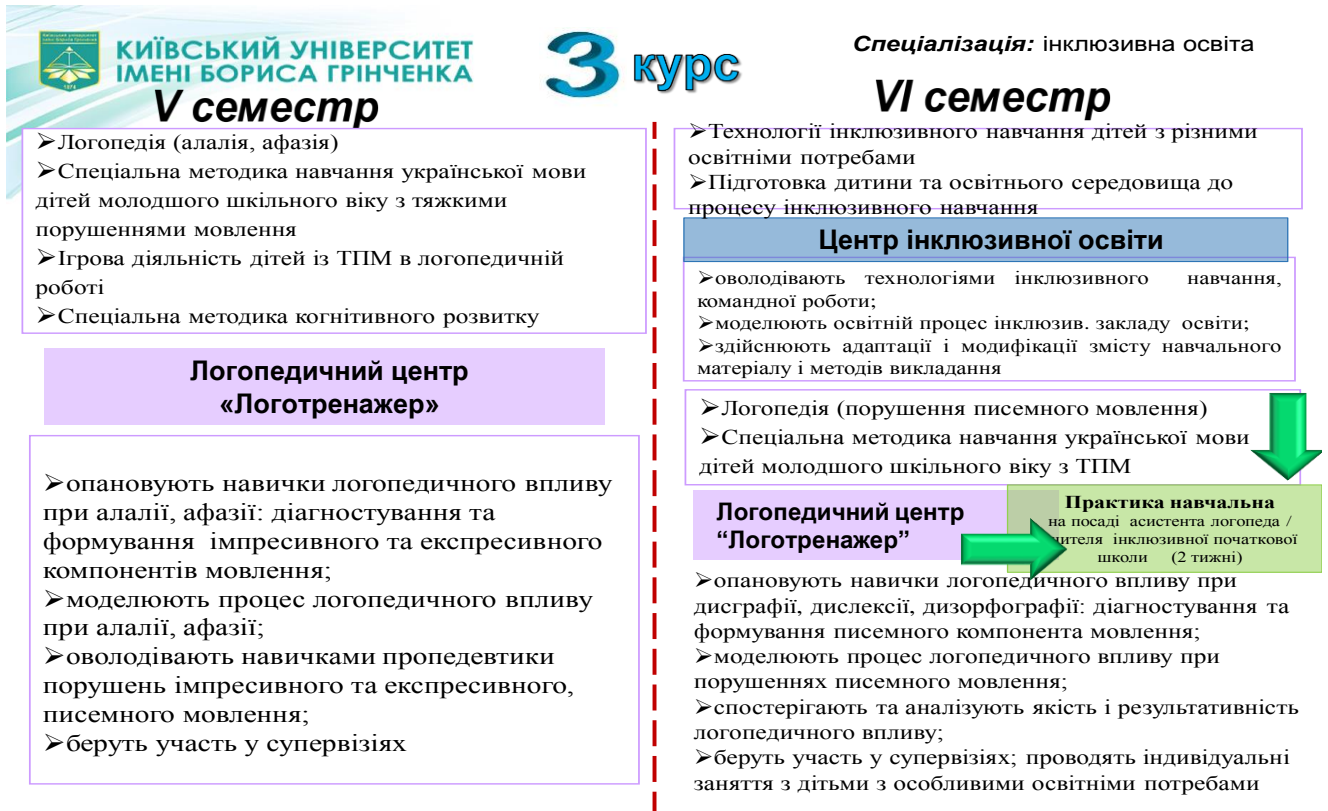 КИЇВСЬКИЙ УНІВЕРСИТЕТ
ІМЕНІ БОРИСА ГРІНЧЕНКА
3 курс
Спеціалізація: інклюзивна освіта
V семестр
➢Логопедія (алалія, афазія)
➢Спеціальна методика навчання української мови
дітей молодшого шкільного віку з тяжкими
порушеннями мовлення
➢Ігрова діяльність дітей із ТПМ в логопедичній
роботі
➢Спеціальна методика когнітивного розвитку
Логопедичний центр
«Логотренажер»
➢опановують навички логопедичного впливу
при алалії, афазії: діагностування та
формування імпресивного та експресивного
компонентів мовлення;
➢моделюють процес логопедичного впливу
при алалії, афазії;
➢оволодівають навичками пропедевтики
порушень імпресивного та експресивного,
писемного мовлення;
➢беруть участь у супервізіях
VI семестр
➢Технології інклюзивного навчання дітей з різними
освітніми потребами
➢Підготовка дитини та освітнього середовища до
процесу інклюзивного навчання
Центр інклюзивної освіти
➢оволодівають технологіями інклюзивного навчання,
командної роботи;
➢моделюють освітній процес інклюзив. закладу освіти;
➢здійснюють адаптації і модифікації змісту навчального
матеріалу і методів викладання
➢Логопедія (порушення писемного мовлення)
➢Спеціальна методика навчання української мови
дітей молодшого шкільного віку з ТПМ
Логопедичний центр
“Логотренажер”
Практика навчальна
на посаді асистента логопеда /
чителя інклюзивної початкової
школи (2 тижні)
➢опановують навички логопедичного впливу при
дисграфії, дислексії, дизорфографії: діагностування та
формування писемного компонента мовлення;
➢моделюють процес логопедичного впливу при
порушеннях писемного мовлення;
➢спостерігають та аналізують якість і результативність
логопедичного впливу;
➢беруть участь у супервізіях; проводять індивідуальні
заняття з дітьми з особливими освітніми потребами